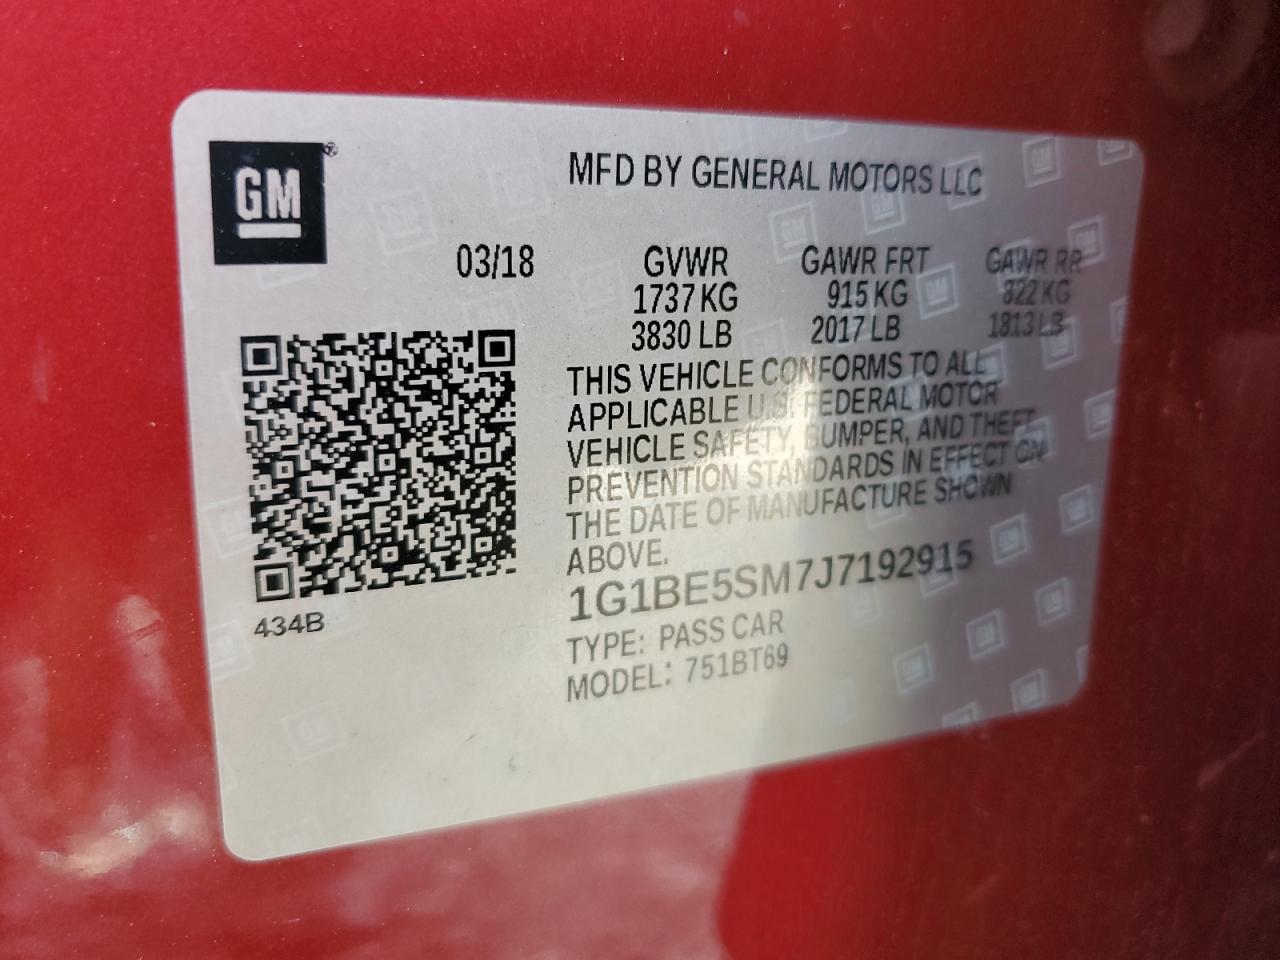 GM®
MFD BY GENERAL MOTORS LLC
03/18 GVWR GAWR FRT GAWR RR
1737 KG 915 KG 822 KG
3830 LB 2017 LB 1813 LB
THIS VEHICLE CONFORMS TO ALL
APPLICABLE U.S. FEDERAL MOTOR
VEHICLE SAFETY, BUMPER, AND THEFT
PREVENTION STANDARDS IN EFFECT ON
THE DATE OF MANUFACTURE SHOWN
ABOVE.
1G1BE5SM7J7192915
TYPE: PASS CAR
MODEL: 751BT69
434B